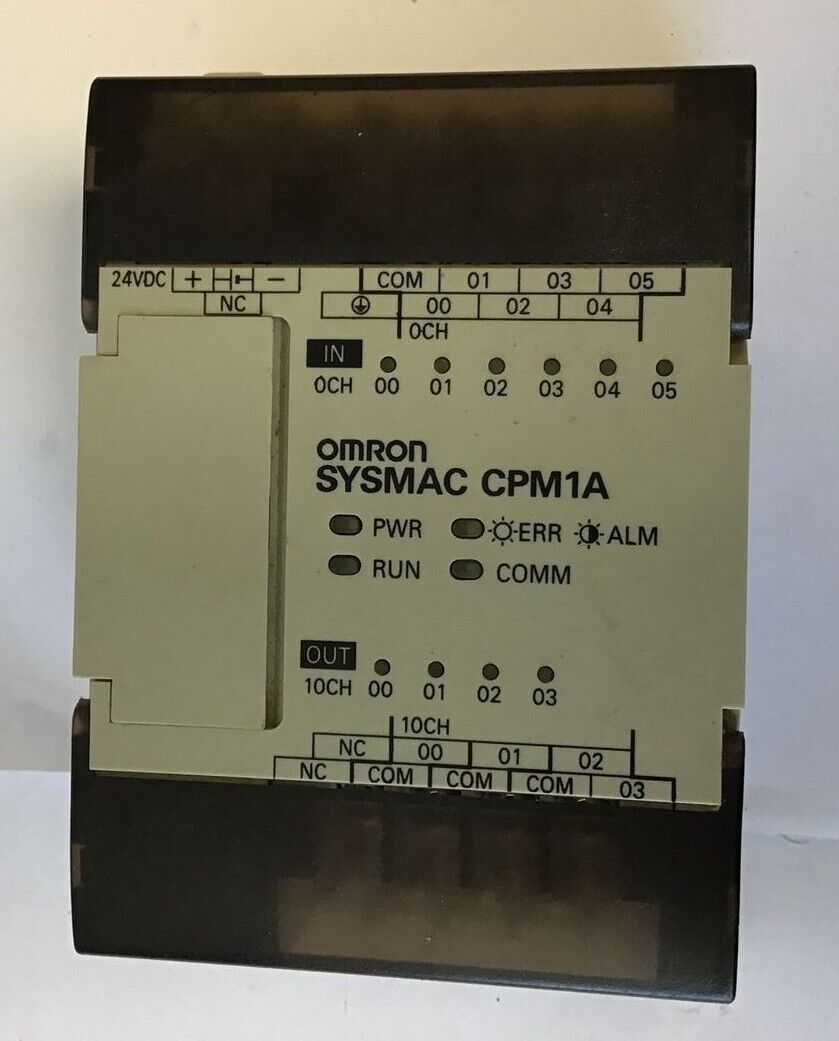 24VDC + − COM 01 03 05
NC 00 02 04
0CH
IN
0CH 00 01 02 03 04 05
OMRON
SYSMAC CPM1A
PWR ERR ALM
RUN COMM
OUT
10CH 00 01 02 03
10CH
NC 00 01 02
NC COM COM COM 03